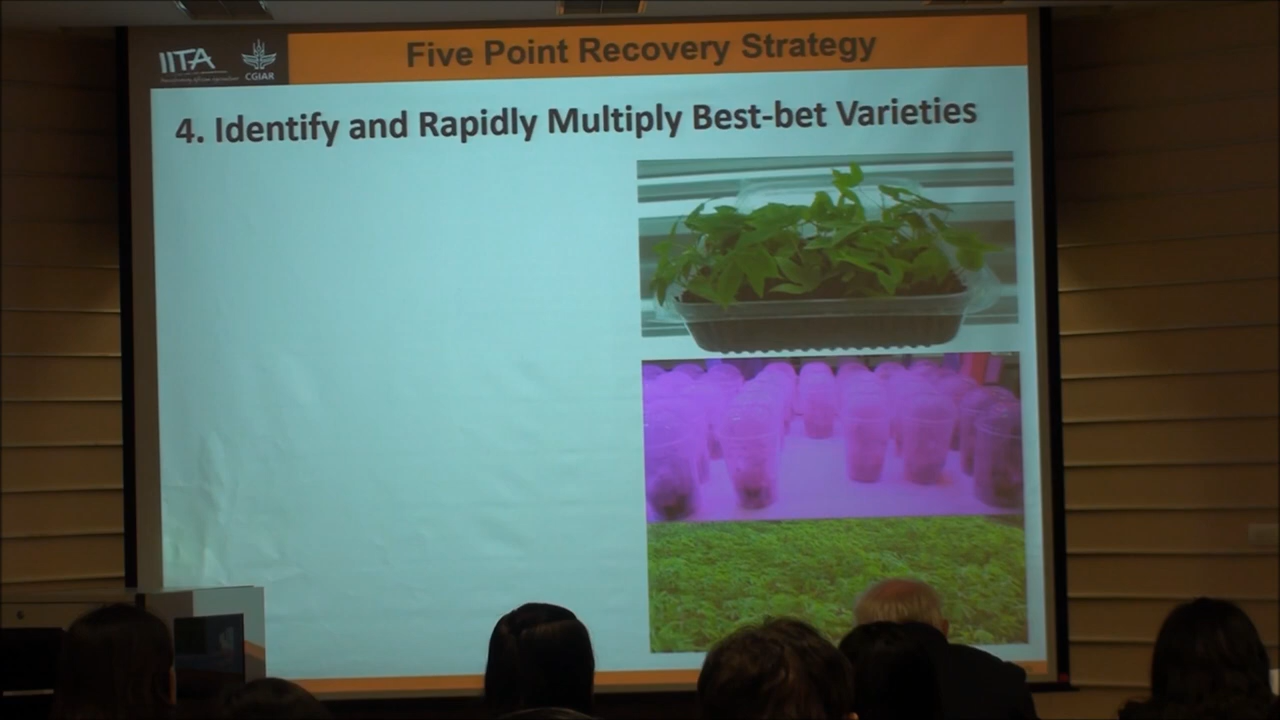 IITA
CGIAR
Five Point Recovery Strategy
4. Identify and Rapidly Multiply Best-bet Varieties